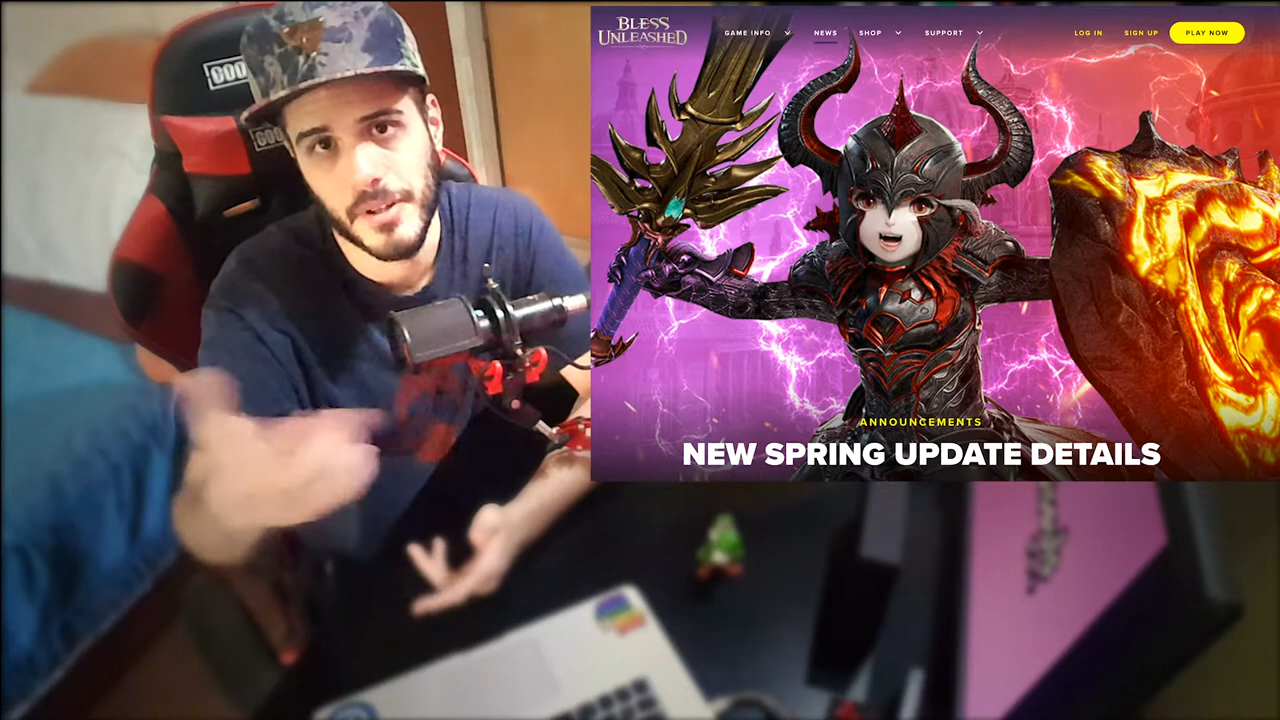 BLESS
UNLEASHED
GAME INFO
NEWS
SHOP
SUPPORT
LOG IN
SIGN UP
PLAY NOW
ANNOUNCEMENTS
NEW SPRING UPDATE DETAILS